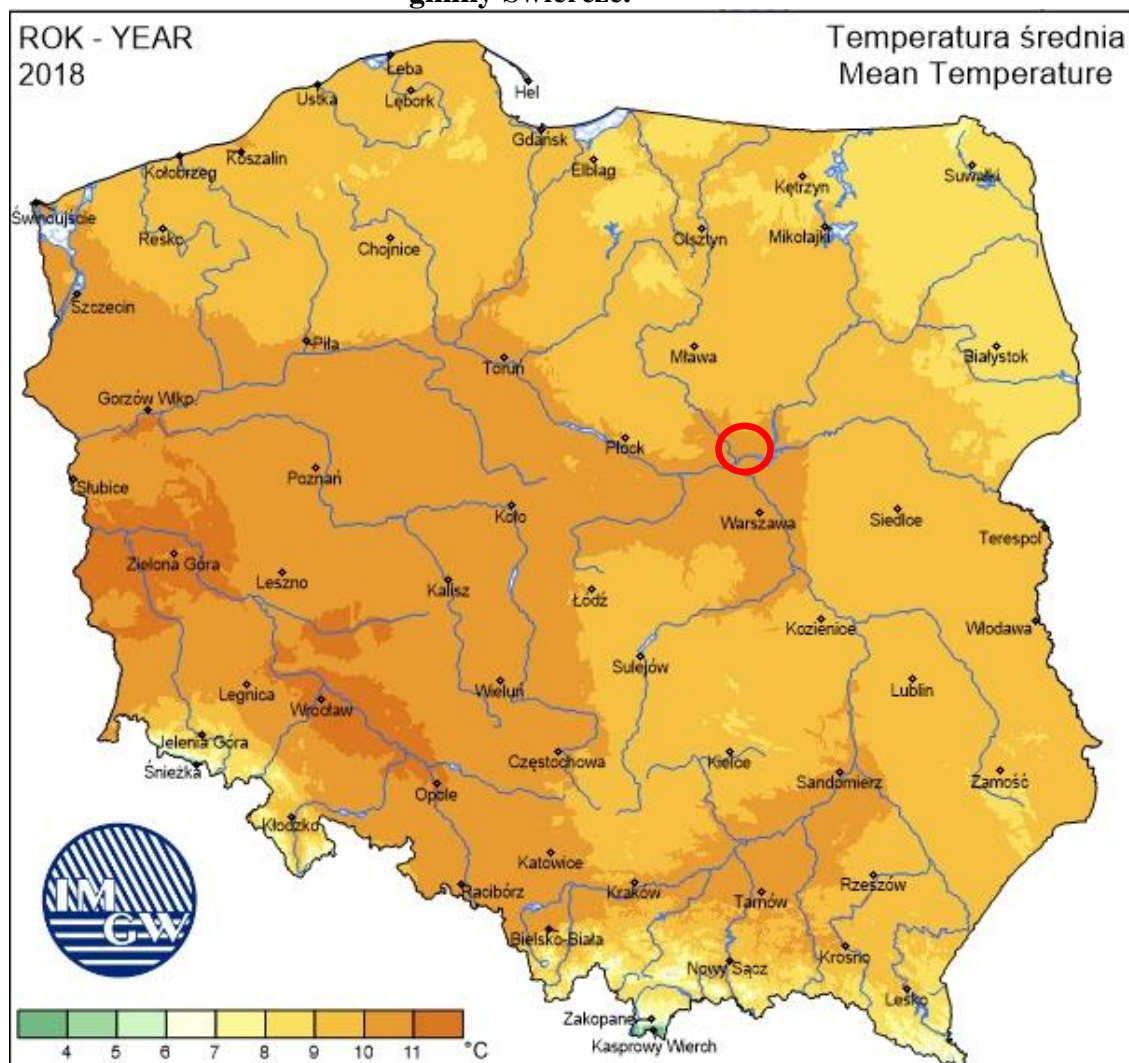 gminy Świercze.
ROK - YEAR
2018
Temperatura średnia
Mean Temperature
Łeba
Ustka
Lębork
Hel
Gdańsk
Koszalin
Kołobrzeg
Elbląg
Kętrzyn
Suwałki
Świnoujście
Resko
Chojnice
Olsztyn
Mikołajki
Szczecin
Piła
Toruń
Mława
Białystok
Gorzów Wlkp.
Płock
Słubice
Poznań
Koło
Warszawa
Siedlce
Terespol
Zielona Góra
Leszno
Kalisz
Łódź
Kozienice
Włodawa
Sulejów
Legnica
Wrocław
Wieluń
Lublin
Jelenia Góra
Śnieżka
Częstochowa
Kielce
Sandomierz
Zamość
Opole
Kłodzko
Katowice
Racibórz
Kraków
Tarnów
Rzeszów
Bielsko-Biała
Nowy Sącz
Krosno
Lesko
Zakopane
Kasprowy Wierch
IM
GW
4 5 6 7 8 9 10 11 °C